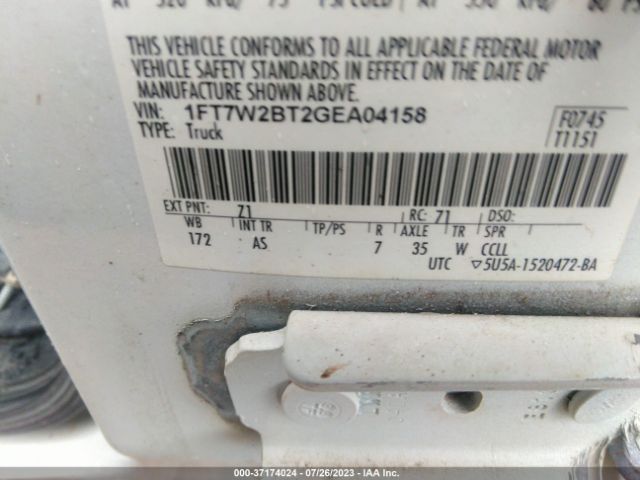 THIS VEHICLE CONFORMS TO ALL APPLICABLE FEDERAL MOTOR
VEHICLE SAFETY STANDARDS IN EFFECT ON THE DATE OF
MANUFACTURE SHOWN ABOVE.
VIN: 1FT7W2BT2GEA04158
TYPE: Truck
F0745
T1151
EXT PNT: Z1 RC: 71 DSO:
WB INT TR TP/PS R AXLE TR SPR
172 AS 7 35 W CCLL
UTC ▽5U5A-1520472-BA
000-37174024 / 07/26/2023 / IAA Inc.